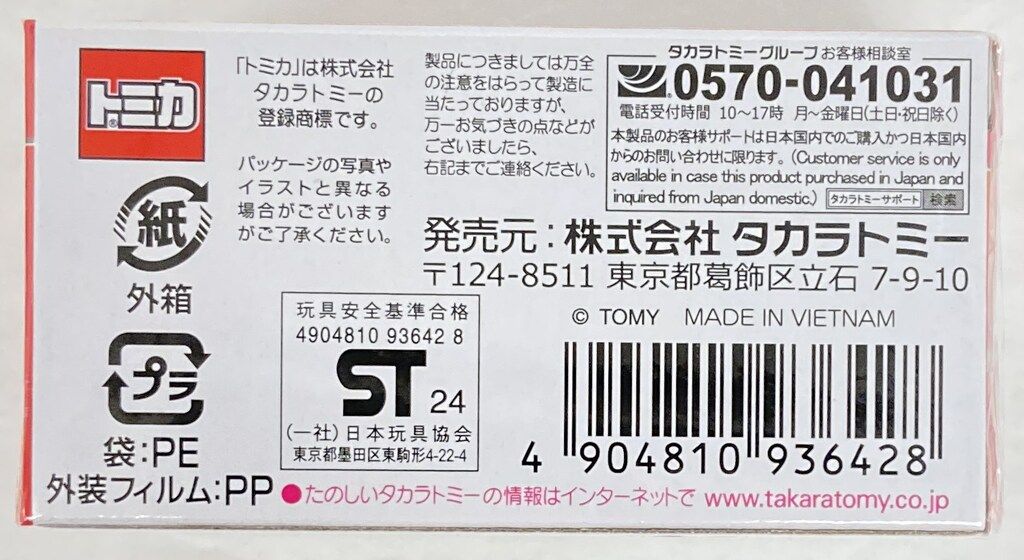 トミカ
®
「トミカ」は株式会社
タカラトミーの
登録商標です。
パッケージの写真や
イラストと異なる
場合がございます
がご了承ください。
製品につきましては万全
の注意をはらって製造に
当たっておりますが、
万一お気づきの点などが
ございましたら、
右記までご連絡ください。
タカラトミーグループ お客様相談室
0570-041031
電話受付時間 10～17時 月～金曜日(土日・祝日除く)
本製品のお客様サポートは日本国内でのご購入かつ日本国内
からのお問い合わせに限ります。(Customer service is only
available in case this product purchased in Japan and
inquired from Japan domestic.) タカラトミーサポート 検索
発売元：株式会社 タカラトミー
〒124-8511 東京都葛飾区立石 7-9-10
© TOMY MADE IN VIETNAM
紙
外箱
プラ
袋：PE
外装フィルム：PP
玩具安全基準合格
4904810 93642 8
ST 24
(一社)日本玩具協会
東京都墨田区東駒形4-22-4
4 904810 936428
●たのしいタカラトミーの情報はインターネットで www.takaratomy.co.jp